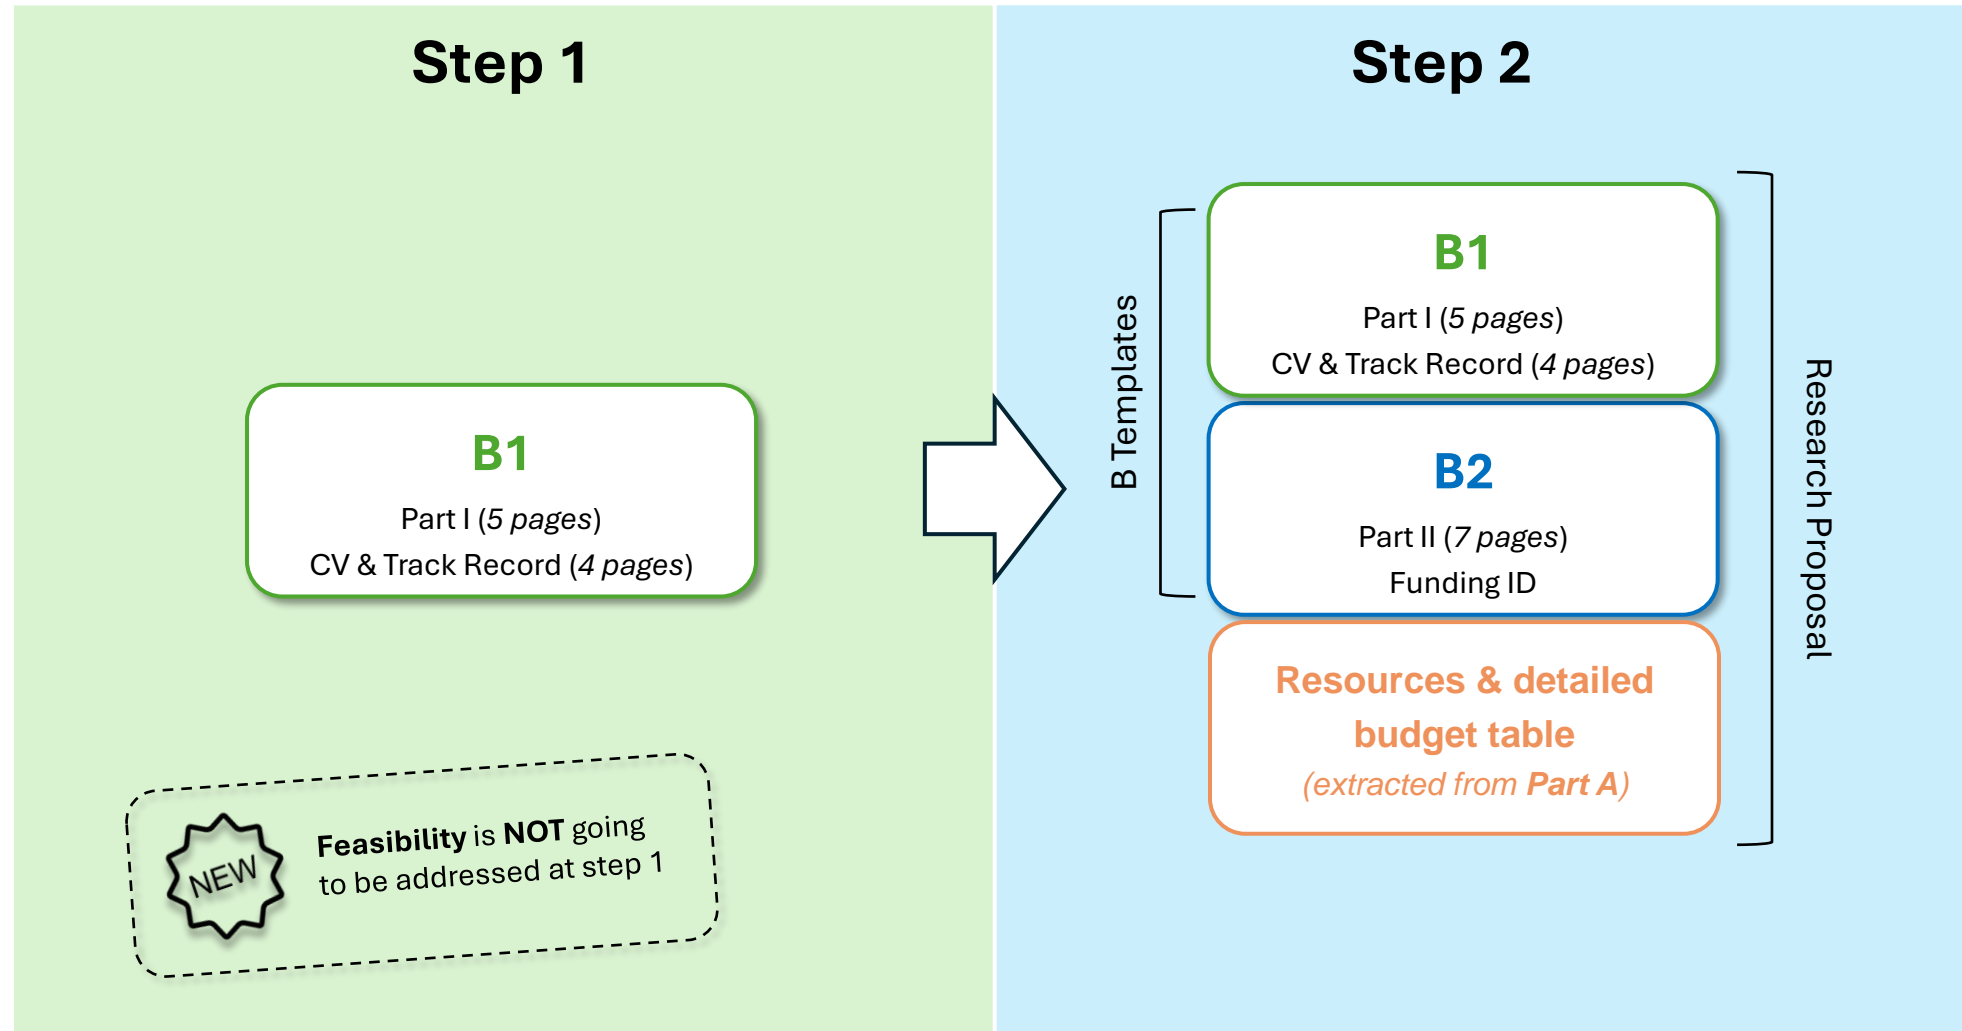 Step 1
B1
Part I (5 pages)
CV & Track Record (4 pages)
NEW
Feasibility is NOT going
to be addressed at step 1
Step 2
B Templates
B1
Part I (5 pages)
CV & Track Record (4 pages)
B2
Part II (7 pages)
Funding ID
Resources & detailed
budget table
(extracted from Part A)
Research Proposal